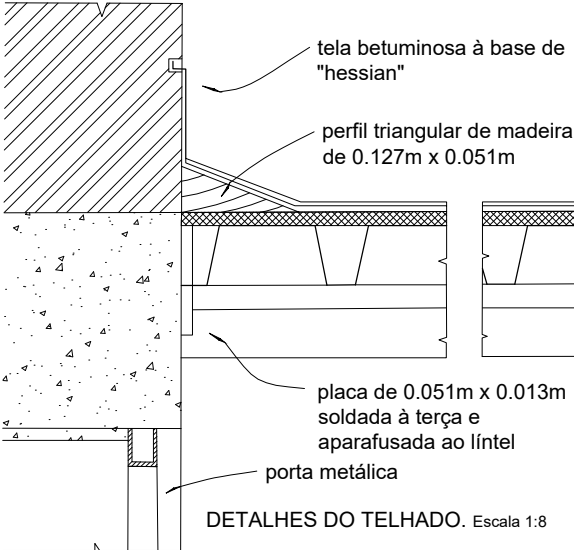 tela betuminosa à base de
"hessian"
perfil triangular de madeira
de 0.127m x 0.051m
placa de 0.051m x 0.013m
soldada à terça e
aparafusada ao líntel
porta metálica
DETALHES DO TELHADO. Escala 1:8